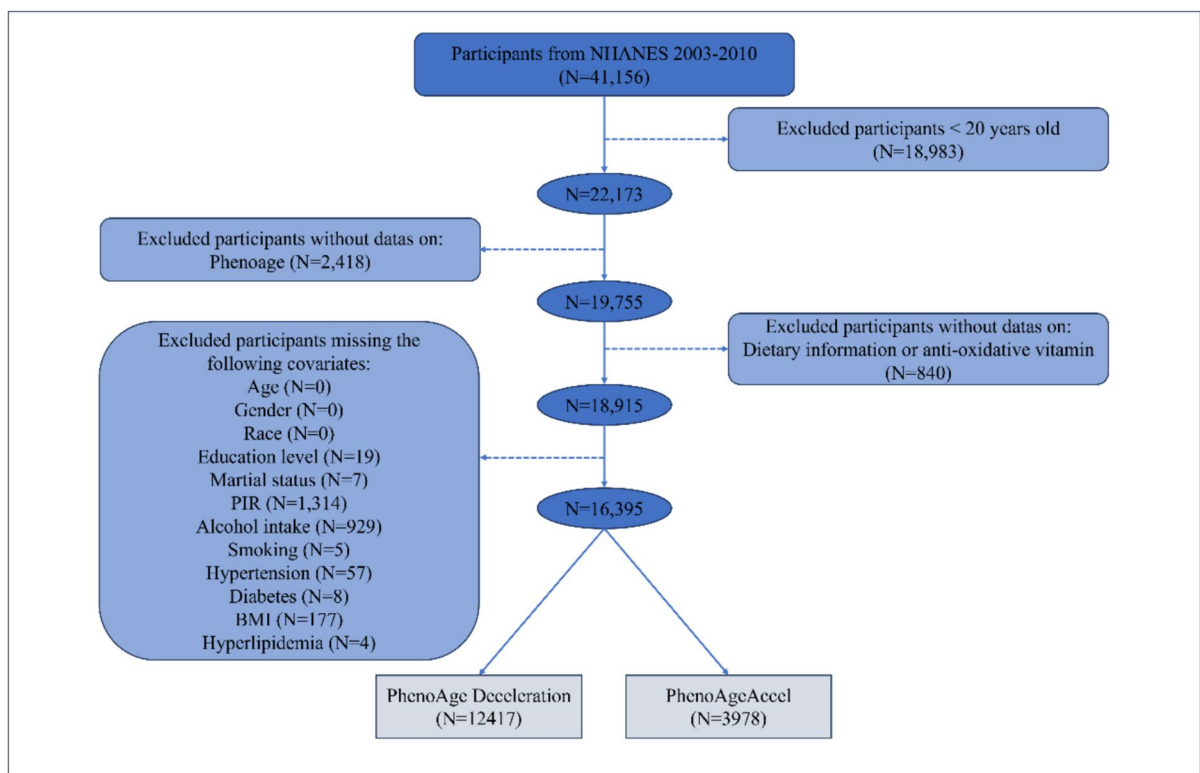 Participants from NHANES 2003-2010
(N=41,156)
Excluded participants < 20 years old
(N=18,983)
N=22,173
Excluded participants without datas on:
Phenoage (N=2,418)
N=19,755
Excluded participants without datas on:
Dietary information or anti-oxidative vitamin
(N=840)
N=18,915
Excluded participants missing the
following covariates:
Age (N=0)
Gender (N=0)
Race (N=0)
Education level (N=19)
Martial status (N=7)
PIR (N=1,314)
Alcohol intake (N=929)
Smoking (N=5)
Hypertension (N=57)
Diabetes (N=8)
BMI (N=177)
Hyperlipidemia (N=4)
N=16,395
PhenoAge Deceleration
(N=12417)
PhenoAgeAccel
(N=3978)